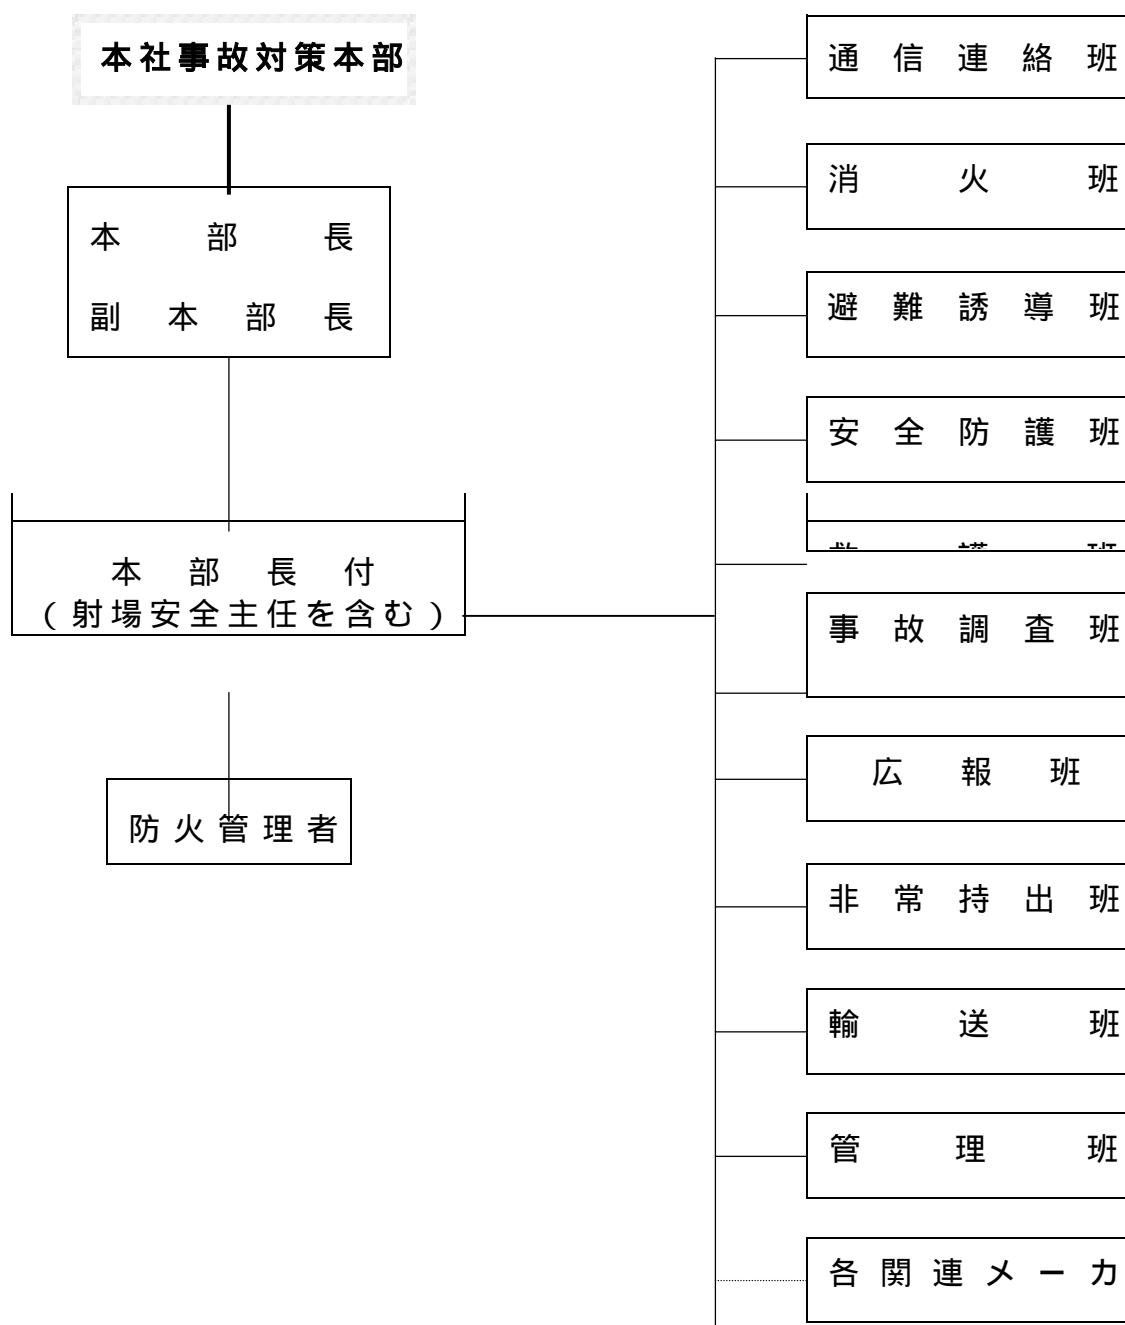 本社事故対策本部
本部長
副本部長
本部長付
(射場安全主任を含む)
防火管理者
通信連絡班
消火班
避難誘導班
安全防護班
救護班
事故調査班
広報班
非常持出班
輸送班
管理班
各関連メーカ